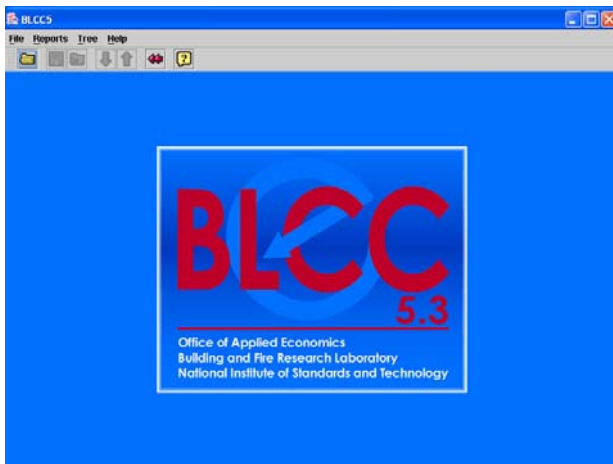 BLCC5
File Reports Tree Help
?
BLCC
5.3
Office of Applied Economics
Building and Fire Research Laboratory
National Institute of Standards and Technology